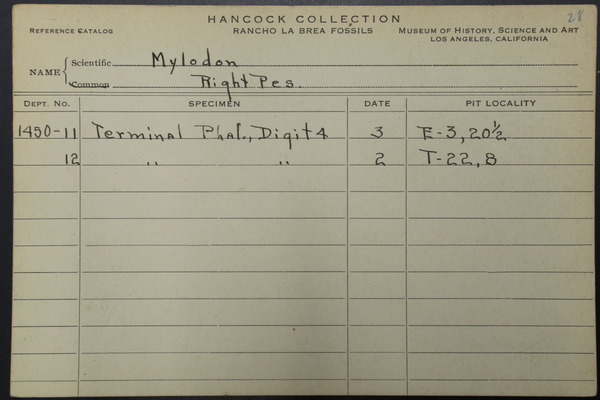 28
HANCOCK COLLECTION
REFERENCE CATALOG RANCHO LA BREA FOSSILS MUSEUM OF HISTORY, SCIENCE AND ART
LOS ANGELES, CALIFORNIA
NAME Scientific Mylodon
Common Right Pes.
DEPT. NO. SPECIMEN DATE PIT LOCALITY
1450-11 Terminal Phal., Digit 4 3 E-3, 20½
12 " " 2 T-22, 8